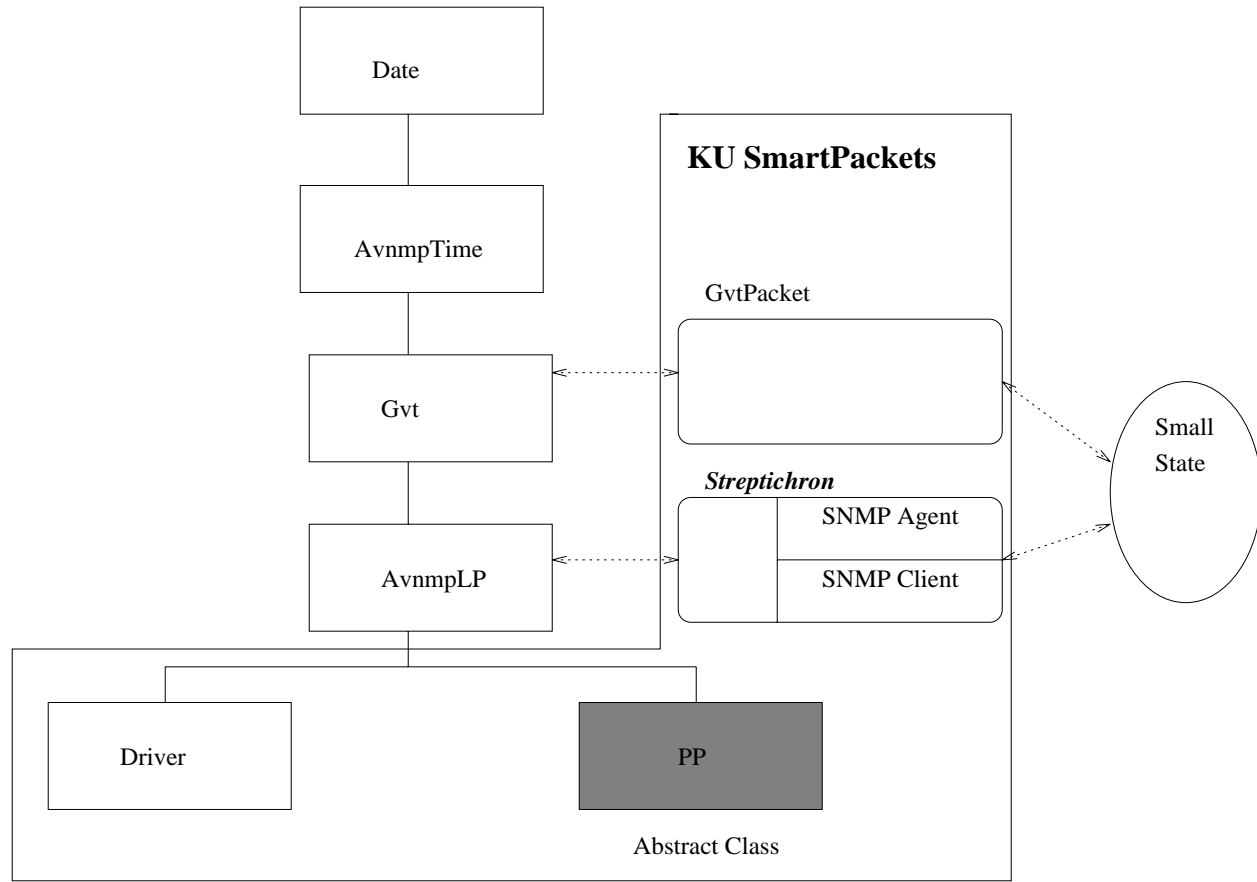 Date
KU SmartPackets
AvnmpTime
GvtPacket
Gvt
Small
State
Streptichron
SNMP Agent
AvnmpLP
SNMP Client
Driver
PP
Abstract Class